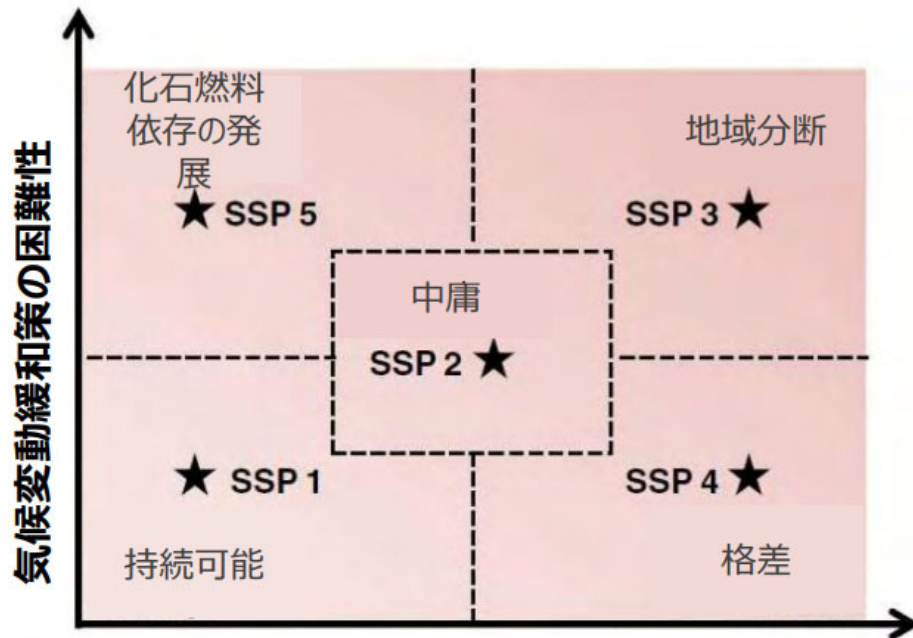 化石燃料
依存の発
展
地域分断
SSP 5
SSP 3
中庸
SSP 2
SSP 1
SSP 4
持続可能
格差
気候変動緩和策の困難性